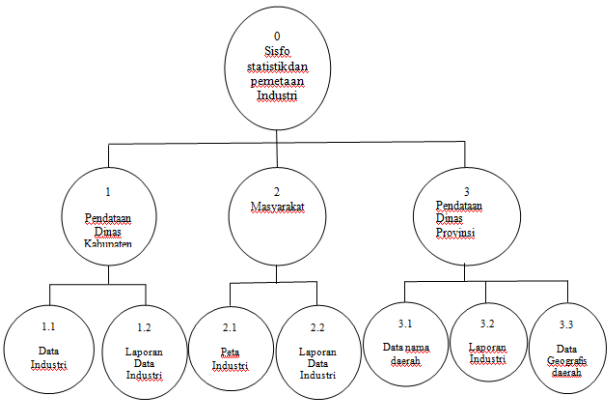 0
Sisfo
statistikdan
pemetaan
Industri
1
Pendataan
Dinas
Kabupaten
2
Masyarakat
3
Pendataan
Dinas
Provinsi
1.1
Data
Industri
1.2
Laporan
Data
Industri
2.1
Pata
Industri
2.2
Laporan
Data
Industri
3.1
Data nama
daerah
3.2
Laporan
Industri
3.3
Data
Geografis
daerah